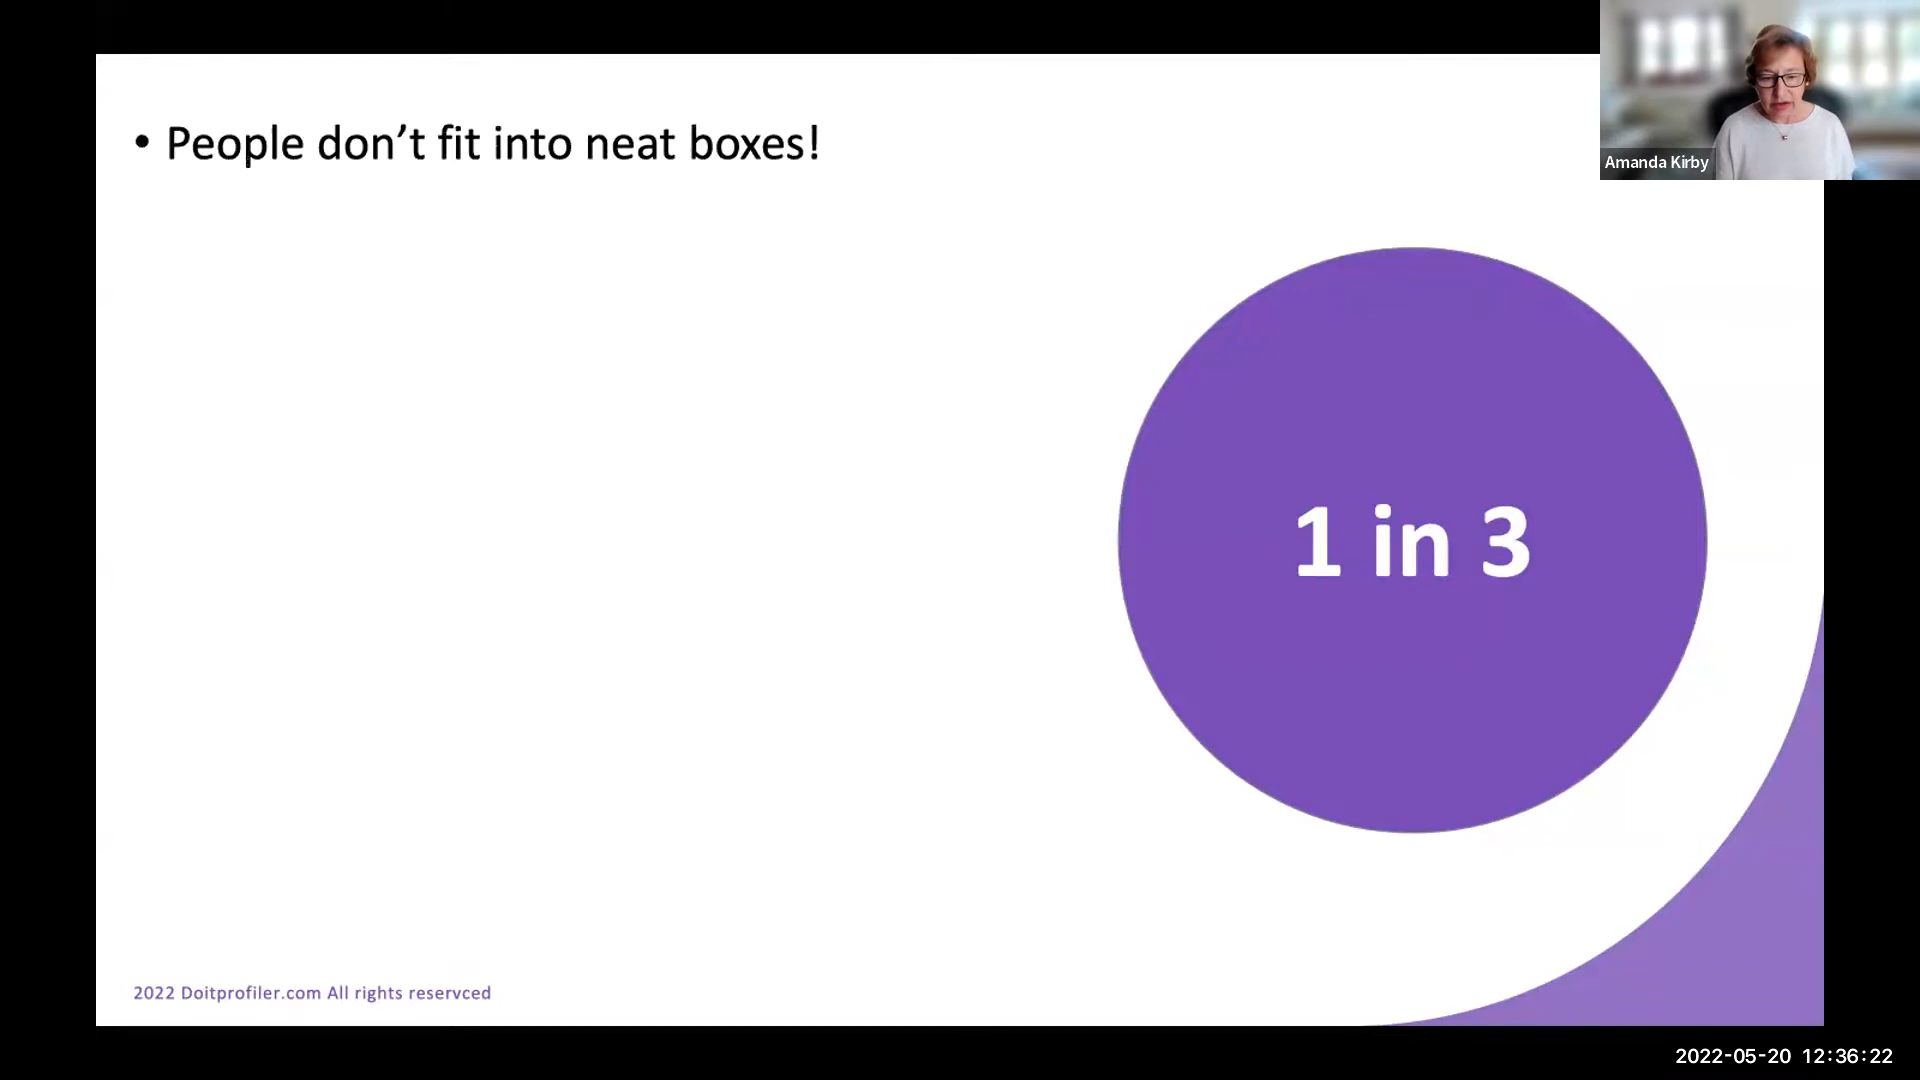 • People don’t fit into neat boxes!
Amanda Kirby
1 in 3
2022 Doitprofiler.com All rights reservced
2022-05-20 12:36:22